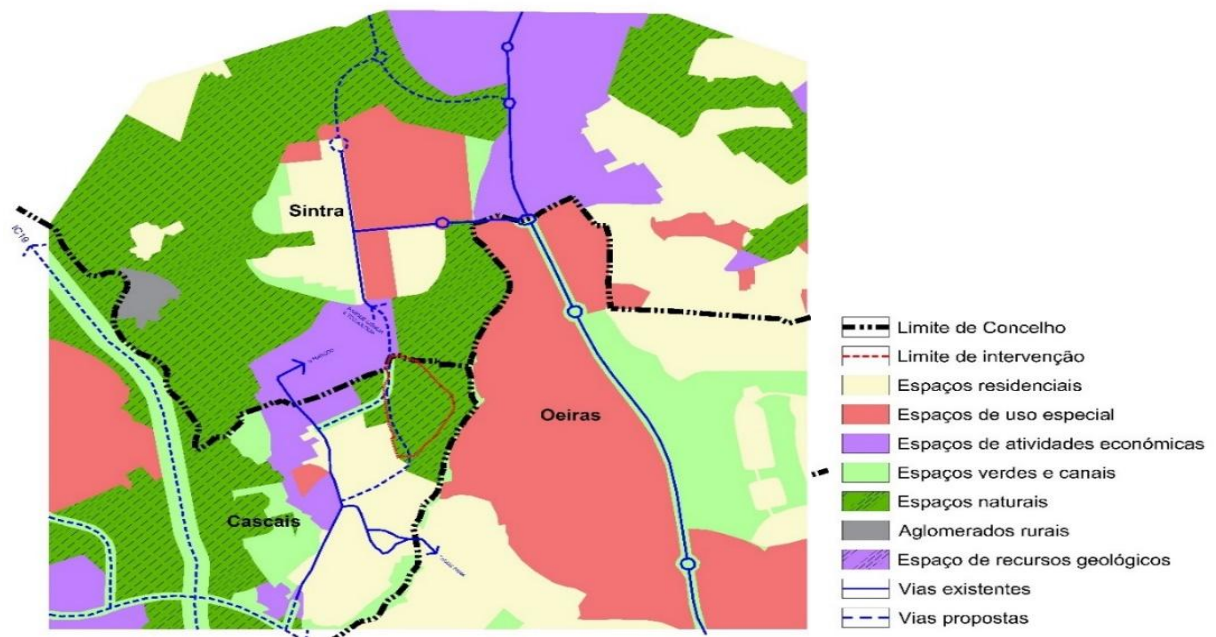 Sintra
IC19
Oeiras
Cascais
Limite de Concelho
Limite de intervenção
Espaços residenciais
Espaços de uso especial
Espaços de atividades económicas
Espaços verdes e canais
Espaços naturais
Aglomerados rurais
Espaço de recursos geológicos
Vias existentes
Vias propostas